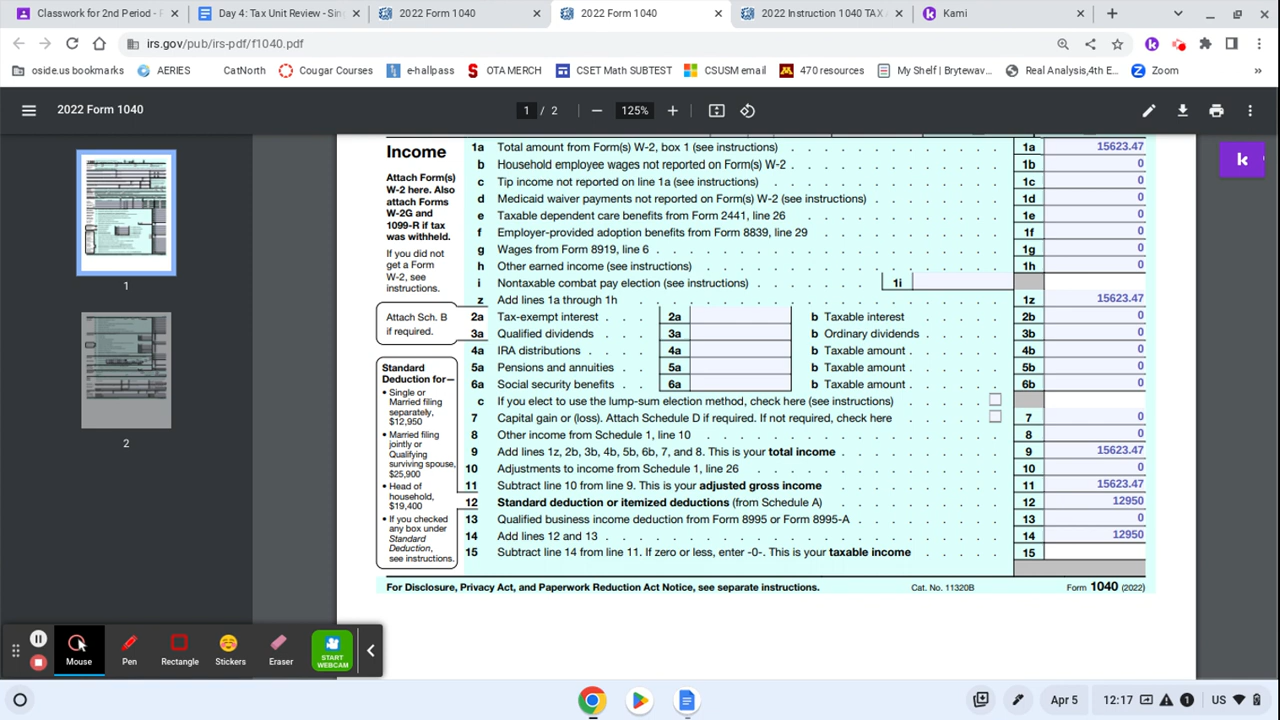 Classwork for 2nd Period -
Day 4: Tax Unit Review - Sin
2022 Form 1040
2022 Form 1040
2022 Instruction 1040 TAX
Kami
irs.gov/pub/irs-pdf/f1040.pdf
oside.us bookmarks AERIES CatNorth Cougar Courses e-hallpass OTA MERCH CSET Math SUBTEST CSUSM email 470 resources My Shelf | Brytewav... Real Analysis,4th E... Zoom »
2022 Form 1040 1 / 2 125%
Income
Attach Form(s)
W-2 here. Also
attach Forms
W-2G and
1099-R if tax
was withheld.
If you did not
get a Form
W-2, see
instructions.
1a Total amount from Form(s) W-2, box 1 (see instructions) 1a 15623.47
b Household employee wages not reported on Form(s) W-2 1b 0
c Tip income not reported on line 1a (see instructions) 1c 0
d Medicaid waiver payments not reported on Form(s) W-2 (see instructions) 1d 0
e Taxable dependent care benefits from Form 2441, line 26 1e 0
f Employer-provided adoption benefits from Form 8839, line 29 1f 0
g Wages from Form 8919, line 6 1g 0
h Other earned income (see instructions) 1h 0
i Nontaxable combat pay election (see instructions) 1i
z Add lines 1a through 1h 1z 15623.47
Attach Sch. B
if required.
2a Tax-exempt interest 2a b Taxable interest 2b 0
3a Qualified dividends 3a b Ordinary dividends 3b 0
4a IRA distributions 4a b Taxable amount 4b 0
5a Pensions and annuities 5a b Taxable amount 5b 0
6a Social security benefits 6a b Taxable amount 6b 0
c If you elect to use the lump-sum election method, check here (see instructions)
7 Capital gain or (loss). Attach Schedule D if required. If not required, check here 7 0
8 Other income from Schedule 1, line 10 8 0
9 Add lines 1z, 2b, 3b, 4b, 5b, 6b, 7, and 8. This is your total income 9 15623.47
10 Adjustments to income from Schedule 1, line 26 10 0
11 Subtract line 10 from line 9. This is your adjusted gross income 11 15623.47
12 Standard deduction or itemized deductions (from Schedule A) 12 12950
13 Qualified business income deduction from Form 8995 or Form 8995-A 13 0
14 Add lines 12 and 13 14 12950
15 Subtract line 14 from line 11. If zero or less, enter -0-. This is your taxable income 15
Standard
Deduction for—
• Single or
Married filing
separately,
$12,950
• Married filing
jointly or
Qualifying
surviving spouse,
$25,900
• Head of
household,
$19,400
• If you checked
any box under
Standard
Deduction,
see instructions.
For Disclosure, Privacy Act, and Paperwork Reduction Act Notice, see separate instructions. Cat. No. 11320B Form 1040 (2022)
1
2
k
Mouse Pen Rectangle Stickers Eraser START
WEBCAM
Apr 5 12:17 1 US